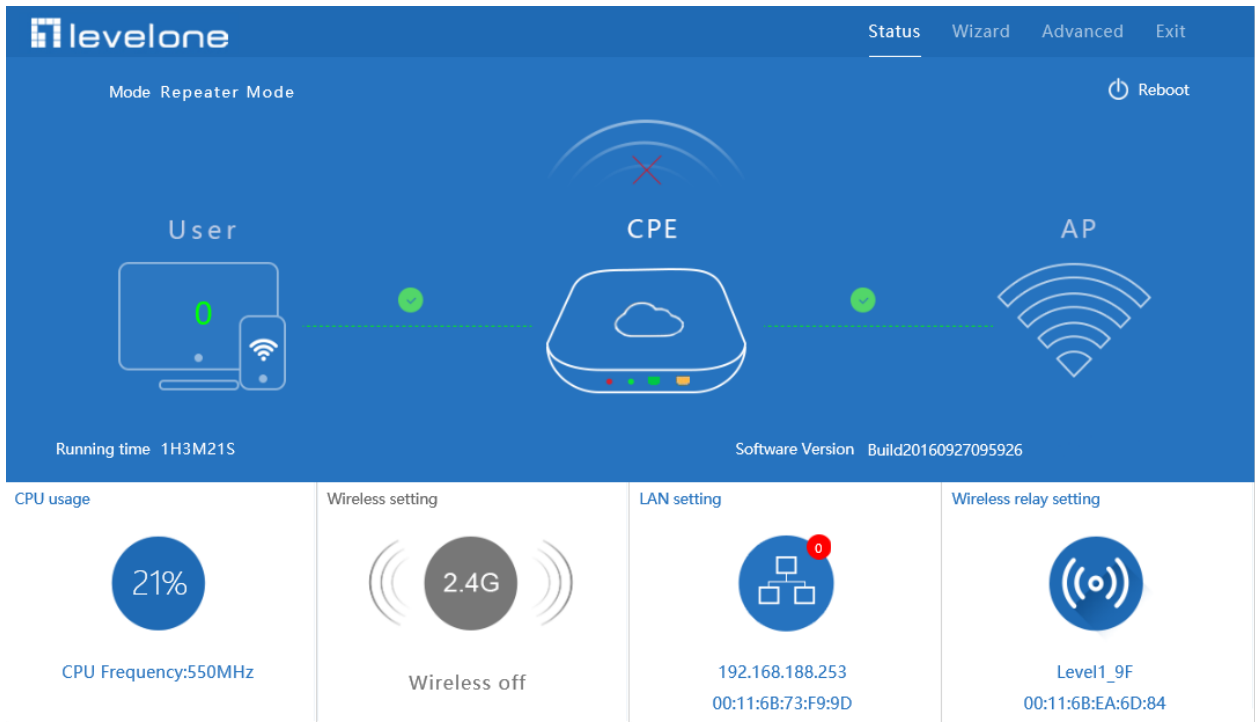 levelone
Status Wizard Advanced Exit
Mode Repeater Mode
Reboot
User CPE AP
0
Running time 1H3M21S
Software Version Build20160927095926
CPU usage
21%
CPU Frequency:550MHz
Wireless setting
2.4G
Wireless off
LAN setting
0
192.168.188.253
00:11:6B:73:F9:9D
Wireless relay setting
Level1_9F
00:11:6B:EA:6D:84